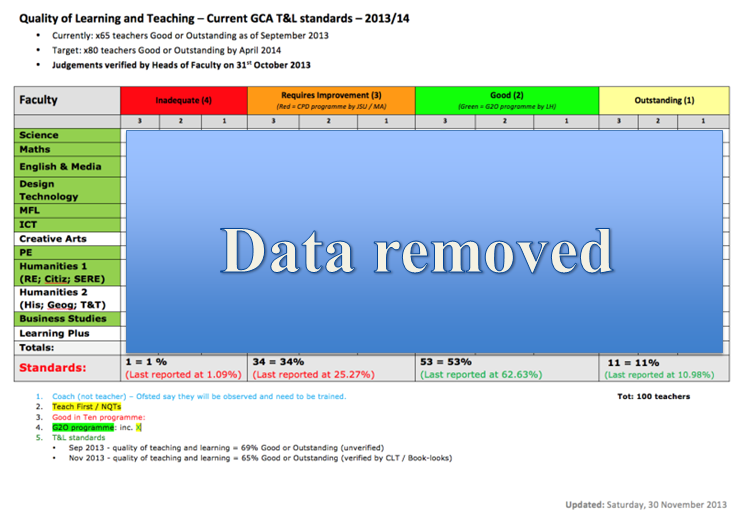 Quality of Learning and Teaching – Current GCA T&L standards – 2013/14
• Currently: x65 teachers Good or Outstanding as of September 2013
• Target: x80 teachers Good or Outstanding by April 2014
• Judgements verified by Heads of Faculty on 31st October 2013
Faculty
Inadequate (4)
Requires Improvement (3)
(Red = CPD programme by JSU / MA)
Good (2)
(Green = G2O programme by LH)
Outstanding (1)
3 2 1 3 2 1 3 2 1 3 2 1
Science
Maths
English & Media
Design
Technology
MFL
ICT
Creative Arts
PE
Humanities 1
(RE; Citiz; SERE)
Humanities 2
(His; Geog; T&T)
Business Studies
Learning Plus
Totals:
Data removed
Standards:
1 = 1 %
(Last reported at 1.09%)
34 = 34%
(Last reported at 25.27%)
53 = 53%
(Last reported at 62.63%)
11 = 11%
(Last reported at 10.98%)
1. Coach (not teacher) – Ofsted say they will be observed and need to be trained.
Tot: 100 teachers
2. Teach First / NQTs
3. Good in Ten programme:
4. G2O programme: inc. X
5. T&L standards
• Sep 2013 - quality of teaching and learning = 69% Good or Outstanding (unverified)
• Nov 2013 - quality of teaching and learning = 65% Good or Outstanding (verified by CLT / Book-looks)
Updated: Saturday, 30 November 2013